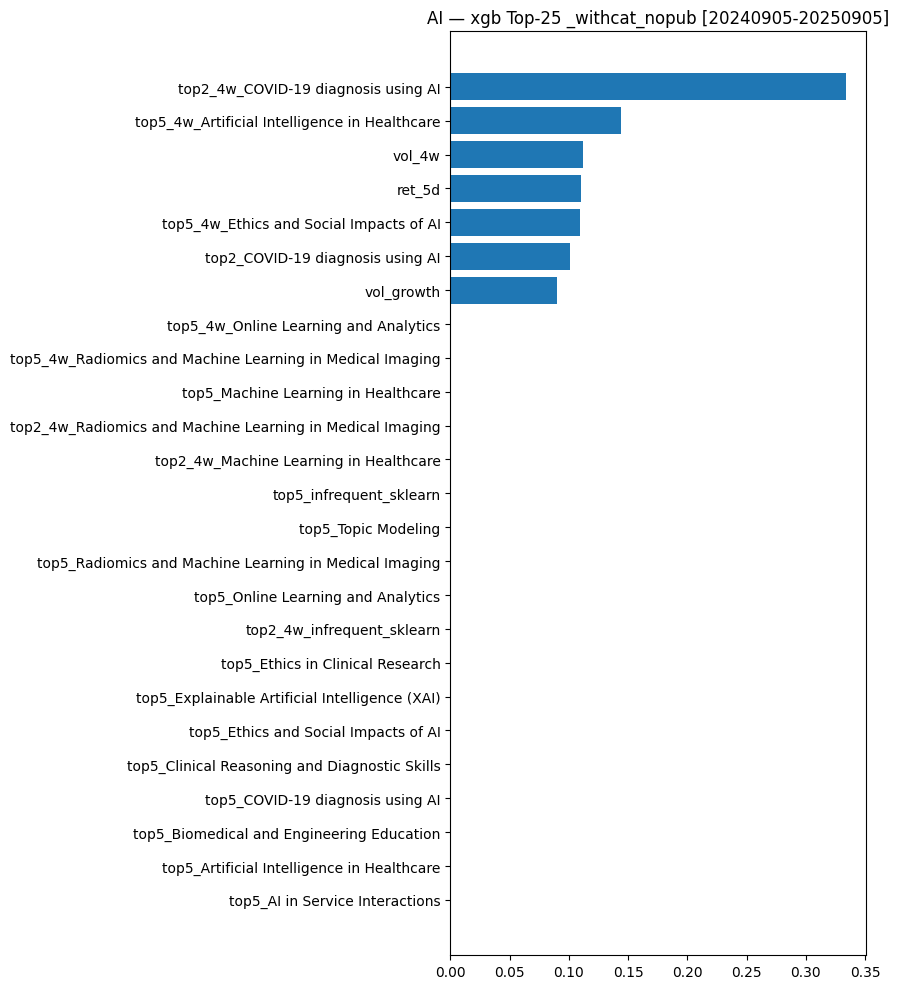 AI — xgb Top-25 _withcat_nopub [20240905-20250905]
top2_4w_COVID-19 diagnosis using AI
top5_4w_Artificial Intelligence in Healthcare
vol_4w
ret_5d
top5_4w_Ethics and Social Impacts of AI
top2_COVID-19 diagnosis using AI
vol_growth
top5_4w_Online Learning and Analytics
top5_4w_Radiomics and Machine Learning in Medical Imaging
top5_Machine Learning in Healthcare
top2_4w_Radiomics and Machine Learning in Medical Imaging
top2_4w_Machine Learning in Healthcare
top5_infrequent_sklearn
top5_Topic Modeling
top5_Radiomics and Machine Learning in Medical Imaging
top5_Online Learning and Analytics
top2_4w_infrequent_sklearn
top5_Ethics in Clinical Research
top5_Explainable Artificial Intelligence (XAI)
top5_Ethics and Social Impacts of AI
top5_Clinical Reasoning and Diagnostic Skills
top5_COVID-19 diagnosis using AI
top5_Biomedical and Engineering Education
top5_Artificial Intelligence in Healthcare
top5_AI in Service Interactions
0.00 0.05 0.10 0.15 0.20 0.25 0.30 0.35